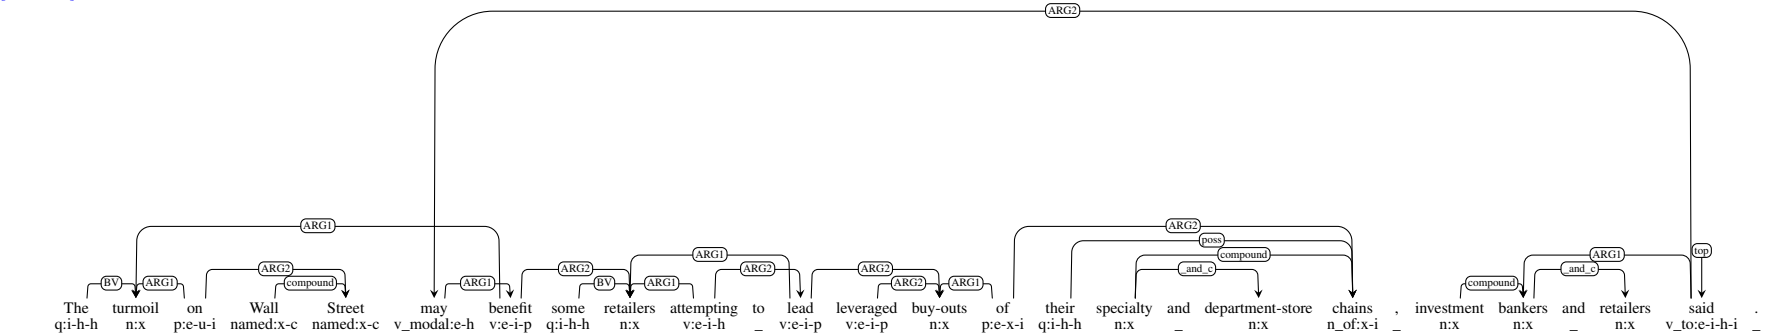 ARG2
ARG1 ARG2
poss
ARG1 compound ARG1 top
ARG2 ARG2 ARG2 ARG2 _and_c
BV ARG1 compound ARG1 BV ARG1 ARG2 ARG1 compound _and_c
The turmoil on Wall Street may benefit some retailers attempting to lead leveraged buy-outs of their specialty and department-store chains , investment bankers and retailers said .
q:i-h-h n:x p:e-u-i named:x-c named:x-c v_modal:e-h v:e-i-p q:i-h-h n:x v:e-i-h _ v:e-i-p v:e-i-p n:x p:e-x-i q:i-h-h n:x _ n:x n_of:x-i _ n:x n:x _ n:x v_to:e-i-h-i _